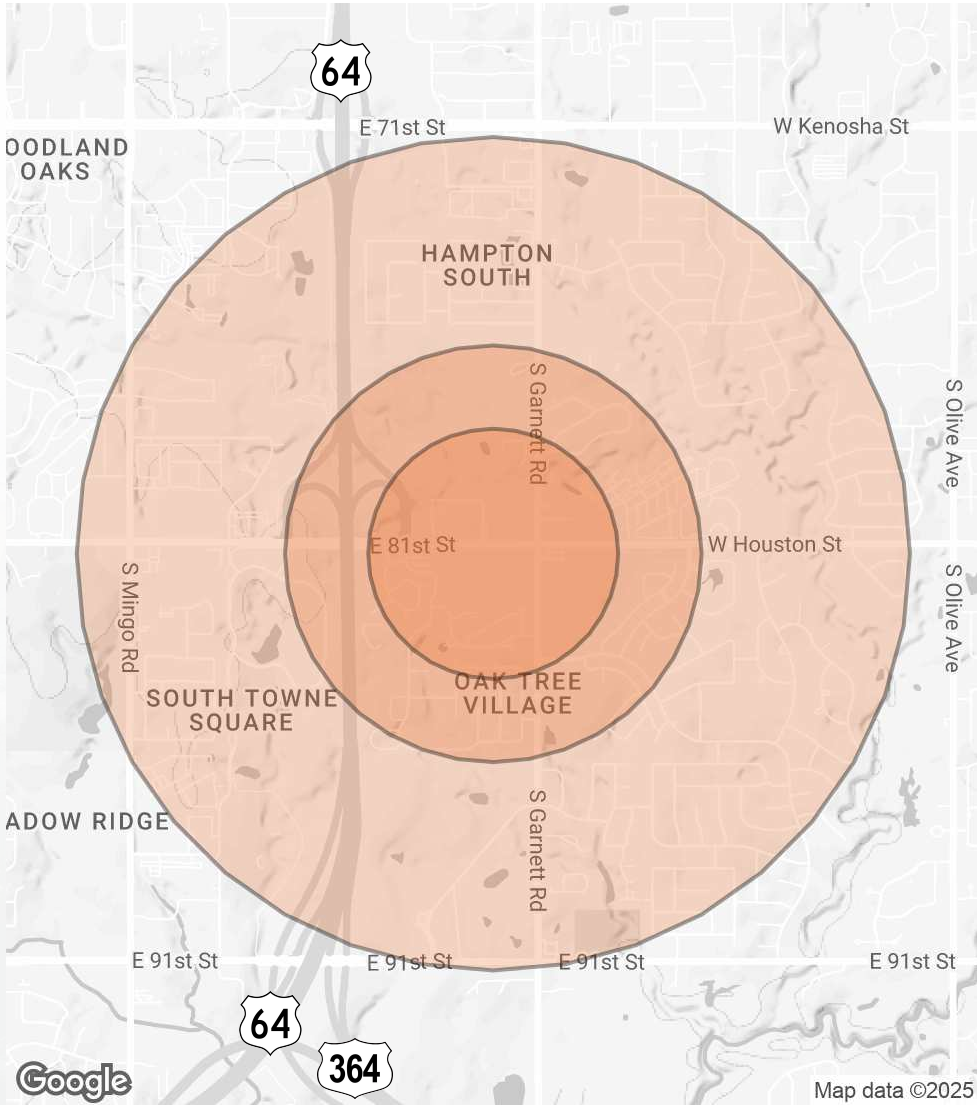 64
E 71st St
W Kenosha St
OODLAND
OAKS
HAMPTON
SOUTH
S Garnett Rd
S Olive Ave
E 81st St
W Houston St
S Mingo Rd
S Olive Ave
OAK TREE
VILLAGE
SOUTH TOWNE
SQUARE
S Garnett Rd
ADOW RIDGE
E 91st St
E 91st St
E 91st St
E 91st St
64
364
Google
Map data ©2025